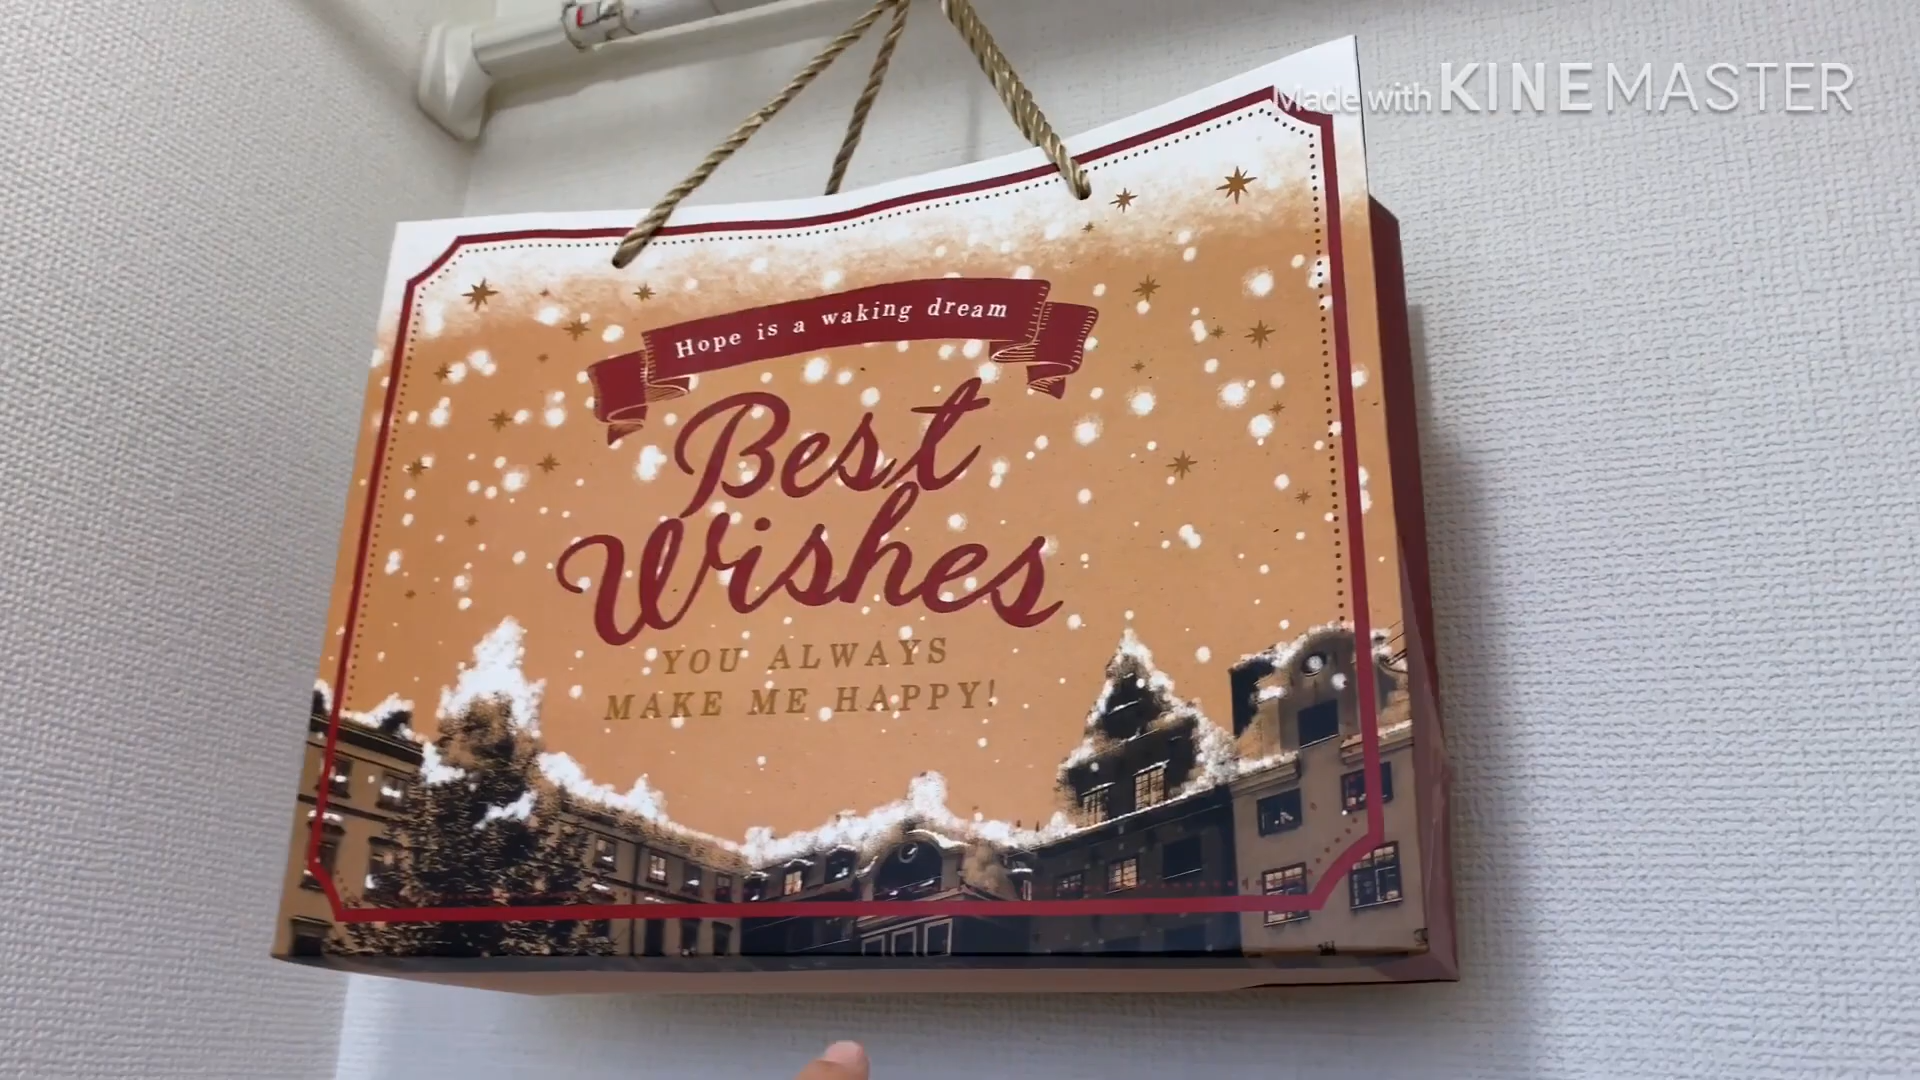 Made with KINEMASTER
Hope is a waking dream
Best
Wishes
YOU ALWAYS
MAKE ME HAPPY!